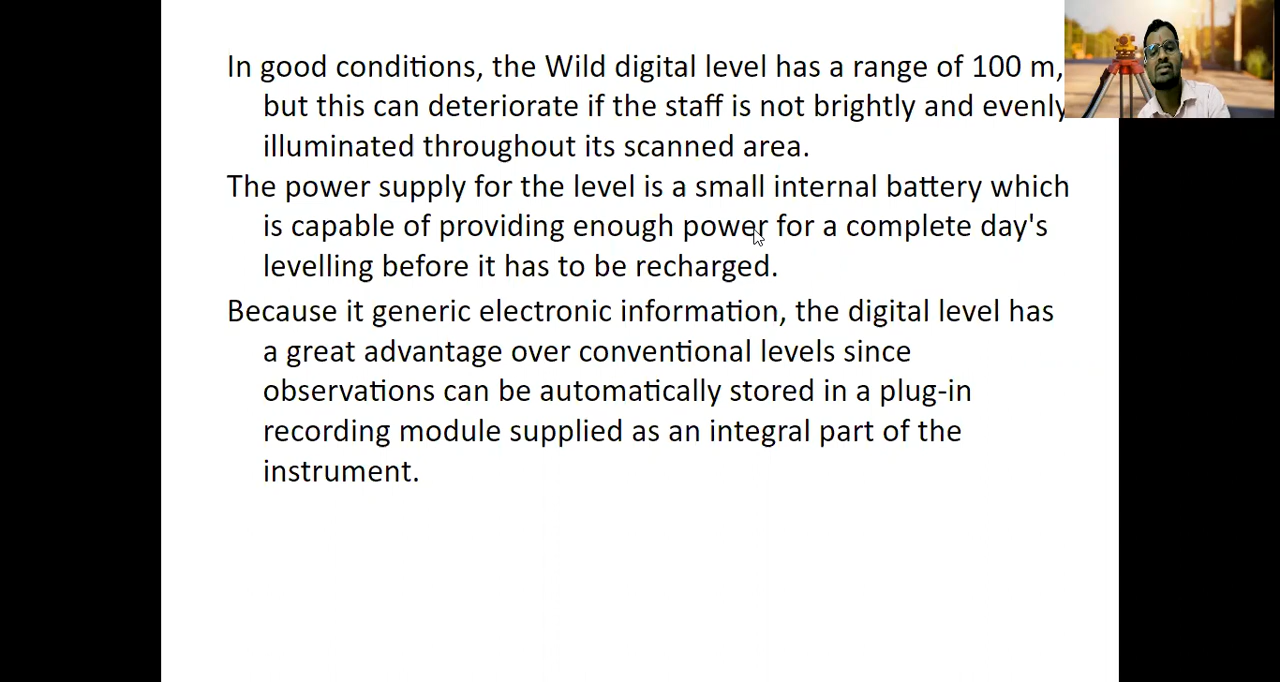 In good conditions, the Wild digital level has a range of 100 m,
but this can deteriorate if the staff is not brightly and evenly
illuminated throughout its scanned area.
The power supply for the level is a small internal battery which
is capable of providing enough power for a complete day's
levelling before it has to be recharged.
Because it generic electronic information, the digital level has
a great advantage over conventional levels since
observations can be automatically stored in a plug-in
recording module supplied as an integral part of the
instrument.